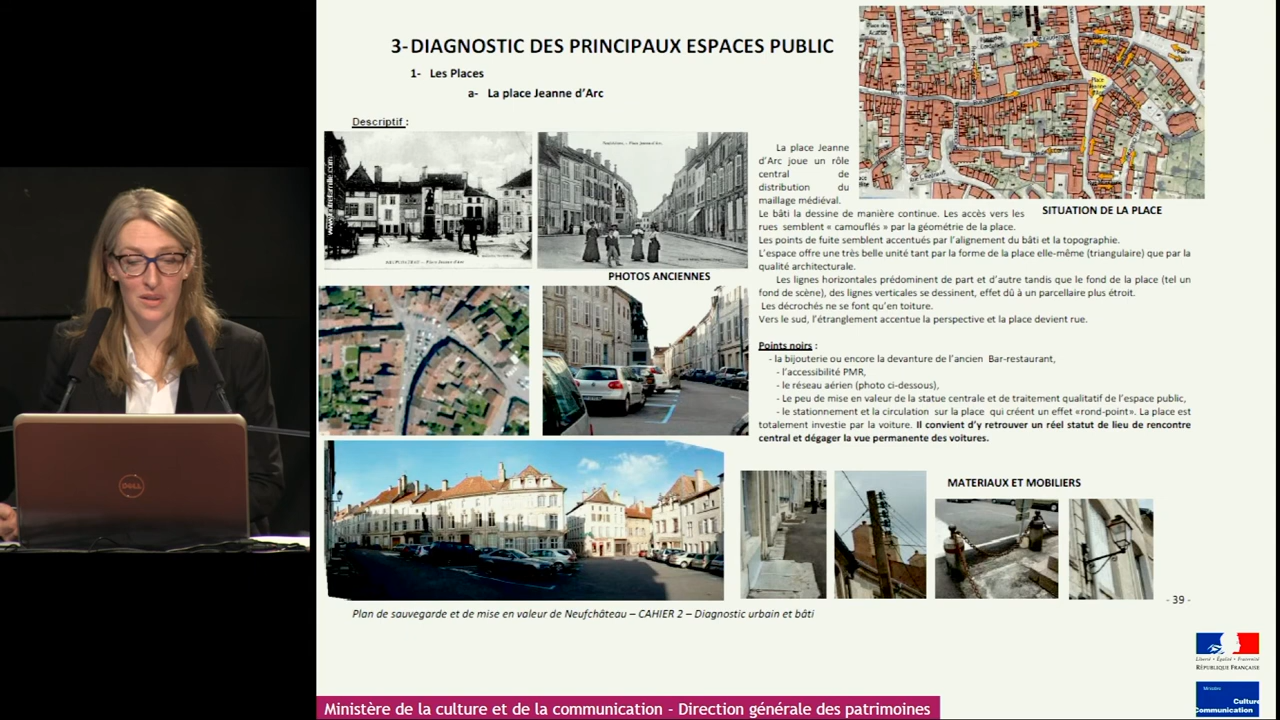 3- DIAGNOSTIC DES PRINCIPAUX ESPACES PUBLIC
1- Les Places
a- La place Jeanne d'Arc
Descriptif :
PHOTOS ANCIENNES
SITUATION DE LA PLACE
La place Jeanne
d'Arc joue un rôle
central de
distribution du
maillage médiéval.
Le bâti la dessine de manière continue. Les accès vers les
rues semblent « camouflés » par la géométrie de la place.
Les points de fuite semblent accentués par l'alignement du bâti et la topographie.
L'espace offre une très belle unité tant par la forme de la place elle-même (triangulaire) que par la
qualité architecturale.
Les lignes horizontales prédominent de part et d'autre tandis que le fond de la place (tel un
fond de scène), des lignes verticales se dessinent, effet dû à un parcellaire plus étroit.
Les décrochés ne se font qu'en toiture.
Vers le sud, l'étranglement accentue la perspective et la place devient rue.
Points noirs :
- la bijouterie ou encore la devanture de l'ancien Bar-restaurant,
- l'accessibilité PMR,
- le réseau aérien (photo ci-dessous),
- Le peu de mise en valeur de la statue centrale et de traitement qualitatif de l'espace public,
- le stationnement et la circulation sur la place qui créent un effet «rond-point». La place est
totalement investie par la voiture. Il convient d'y retrouver un réel statut de lieu de rencontre
central et dégager la vue permanente des voitures.
MATERIAUX ET MOBILIERS
- 39 -
Plan de sauvegarde et de mise en valeur de Neufchâteau – CAHIER 2 – Diagnostic urbain et bâti
DELL
Liberté • Égalité • Fraternité
RÉPUBLIQUE FRANÇAISE
Ministère
Culture
Communication
Ministère de la culture et de la communication - Direction générale des patrimoines